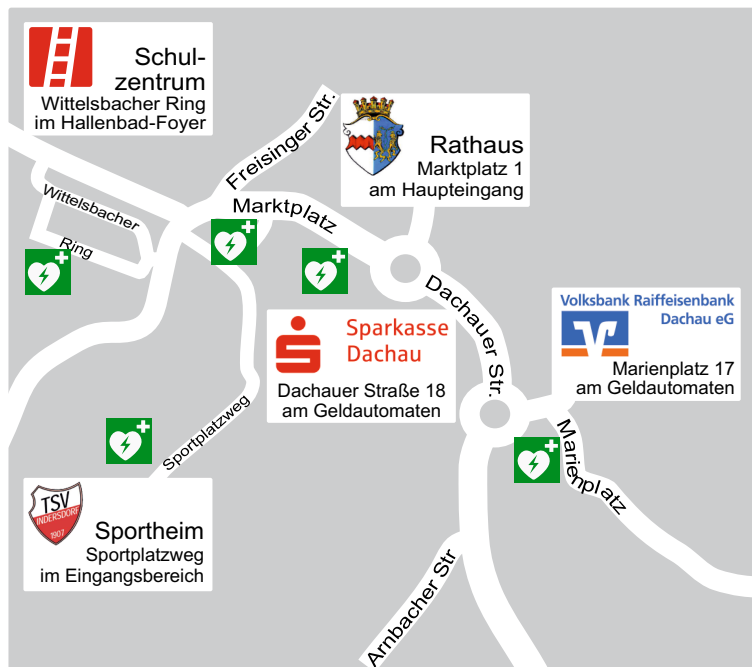 Schul-
zentrum
Wittelsbacher Ring
im Hallenbad-Foyer
Freisinger Str.
Rathaus
Marktplatz 1
am Haupteingang
Wittelsbacher
Ring
Marktplatz
Dachauer Str.
Sparkasse
Dachau
Dachauer Straße 18
am Geldautomaten
Volksbank Raiffeisenbank
Dachau eG
Marienplatz 17
am Geldautomaten
Marienplatz
Sportplatzweg
TSV
INDERSDORF
1907
Sportheim
Sportplatzweg
im Eingangsbereich
Arnbacher Str